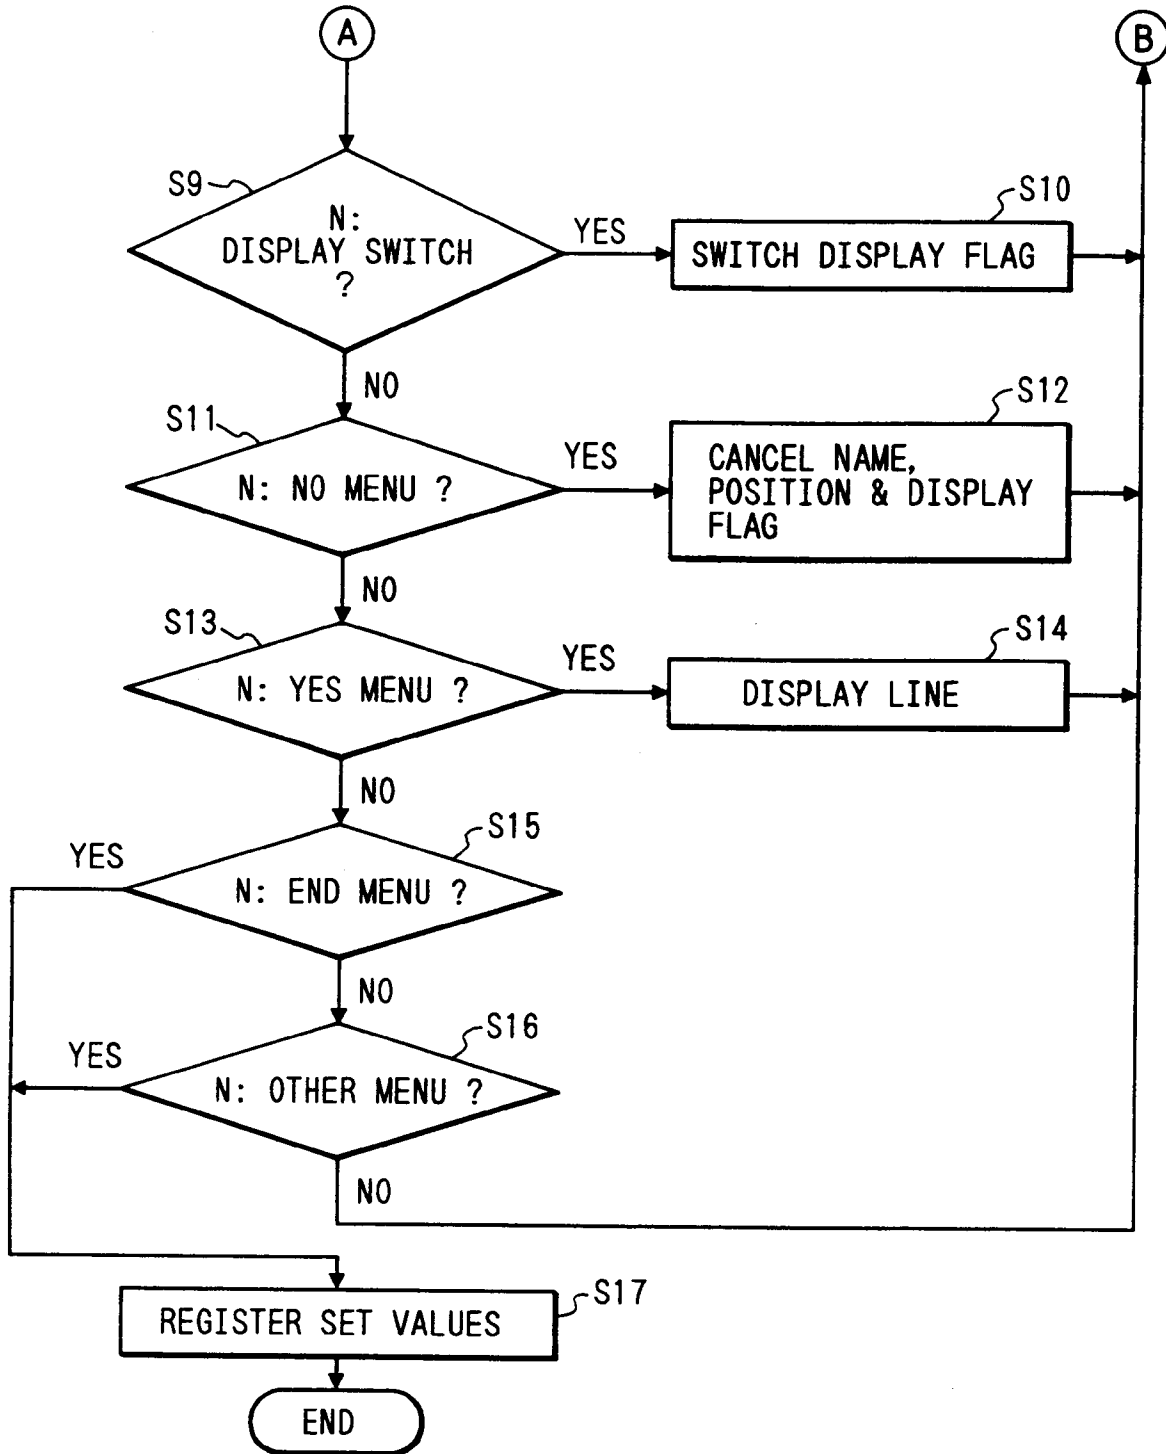 A
B
S9
N:
DISPLAY SWITCH
?
YES
S10
SWITCH DISPLAY FLAG
NO
S11
N: NO MENU ?
YES
S12
CANCEL NAME,
POSITION & DISPLAY
FLAG
NO
S13
N: YES MENU ?
YES
S14
DISPLAY LINE
NO
S15
YES
N: END MENU ?
NO
S16
YES
N: OTHER MENU ?
NO
S17
REGISTER SET VALUES
END